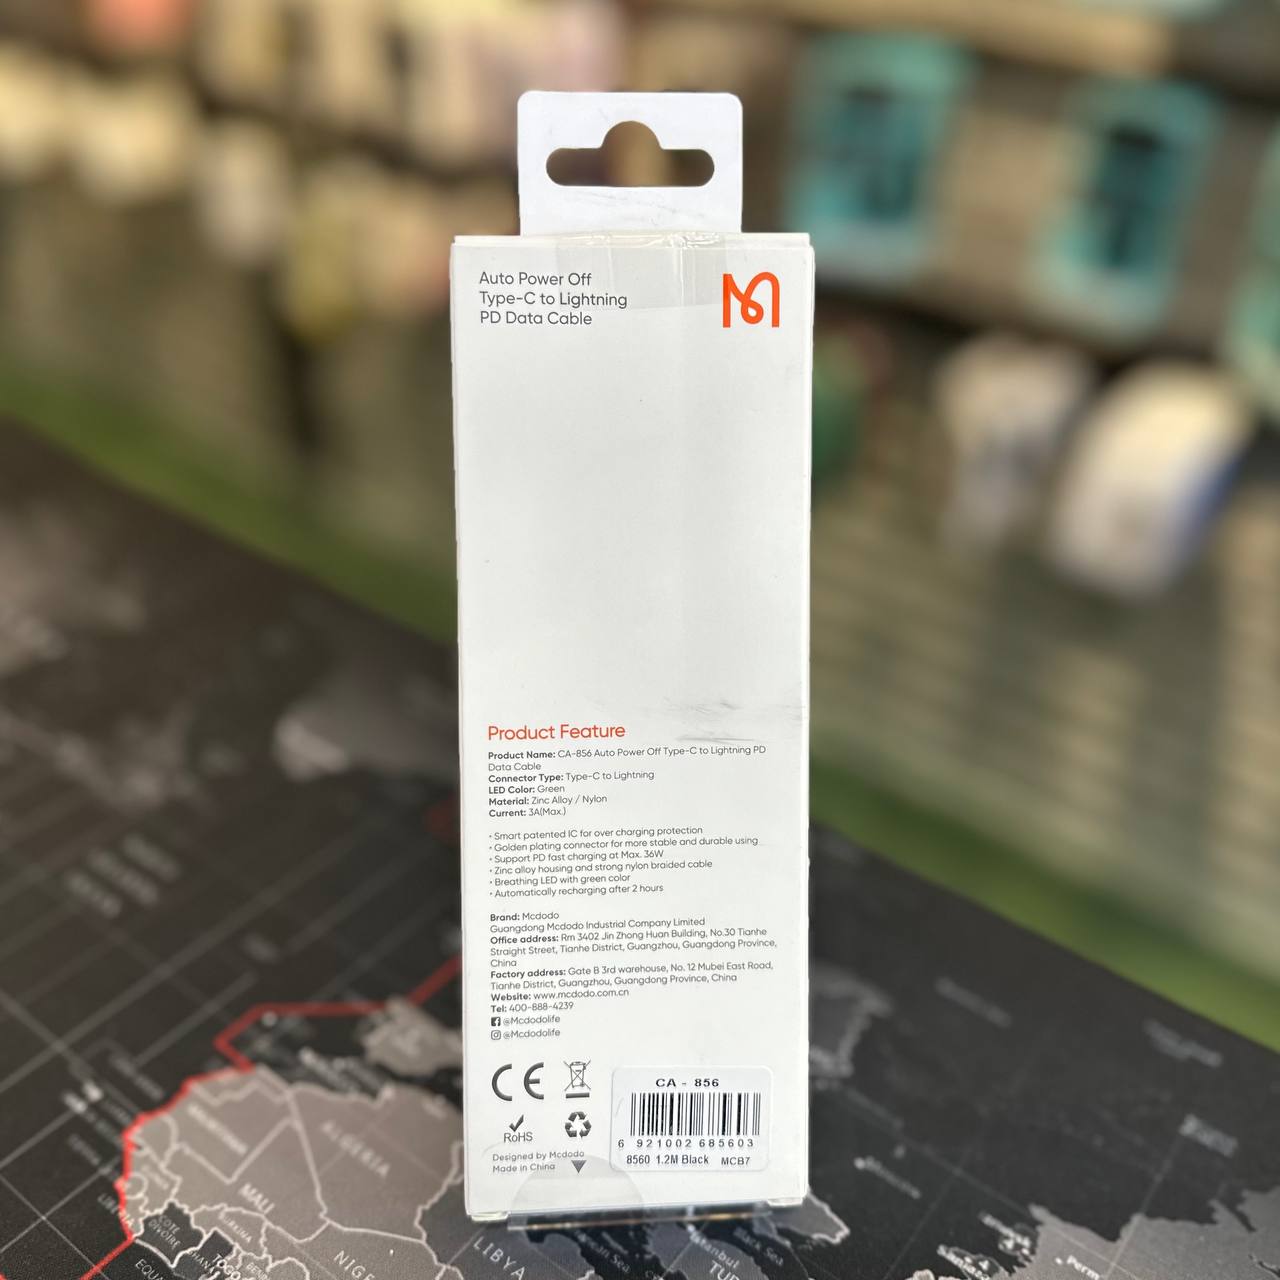 Auto Power Off
Type-C to Lightning
PD Data Cable
Product Feature
Product Name: CA-856 Auto Power Off Type-C to Lightning PD
Data Cable
Connector Type: Type-C to Lightning
LED Color: Green
Material: Zinc Alloy / Nylon
Current: 3A(Max.)
• Smart patented IC for over charging protection
• Golden plating connector for more stable and durable using
• Support PD fast charging at Max. 36W
• Zinc alloy housing and strong nylon braided cable
• Breathing LED with green color
• Automatically recharging after 2 hours
Brand: Mcdodo
Guangdong Mcdodo Industrial Company Limited
Office address: Rm 3402 Jin Zhong Huan Building, No.30 Tianhe
Straight Street, Tianhe District, Guangzhou, Guangdong Province,
China
Factory address: Gate B 3rd warehouse, No. 12 Mubei East Road,
Tianhe District, Guangzhou, Guangdong Province, China
Website: www.mcdodo.com.cn
Tel: 400-888-4239
@Mcdodolife
@Mcdodolife
CE
RoHS
Designed by Mcdodo
Made in China
CA - 856
6 921002 685603
8560 1.2M Black MCB7
ALGERIA
MALI
LIBYA